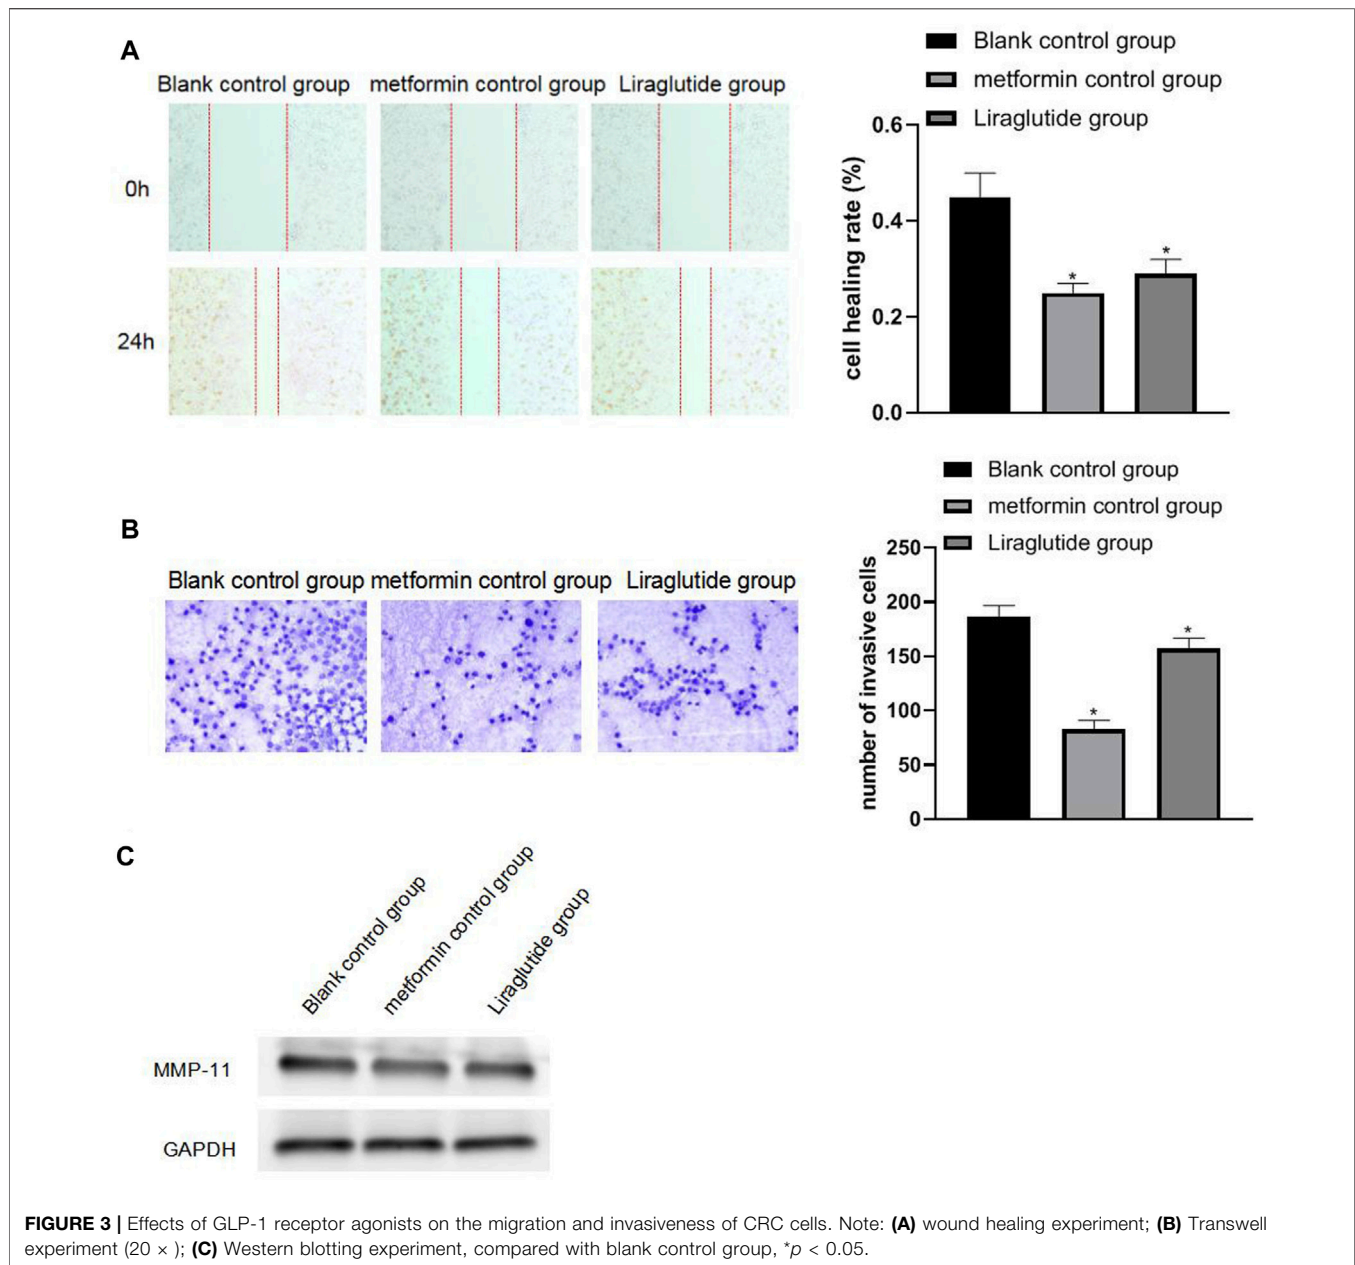 A
Blank control group metformin control group Liraglutide group
0h
24h
Blank control group
metformin control group
Liraglutide group
cell healing rate (%)
0.6
0.4
0.2
0.0
*
*
B
Blank control group metformin control group Liraglutide group
Blank control group
metformin control group
Liraglutide group
number of invasive cells
250
200
150
100
50
0
*
*
C
Blank control group
metformin control group
Liraglutide group
MMP-11
GAPDH
FIGURE 3 | Effects of GLP-1 receptor agonists on the migration and invasiveness of CRC cells. Note: (A) wound healing experiment; (B) Transwell
experiment (20 × ); (C) Western blotting experiment, compared with blank control group, *p < 0.05.